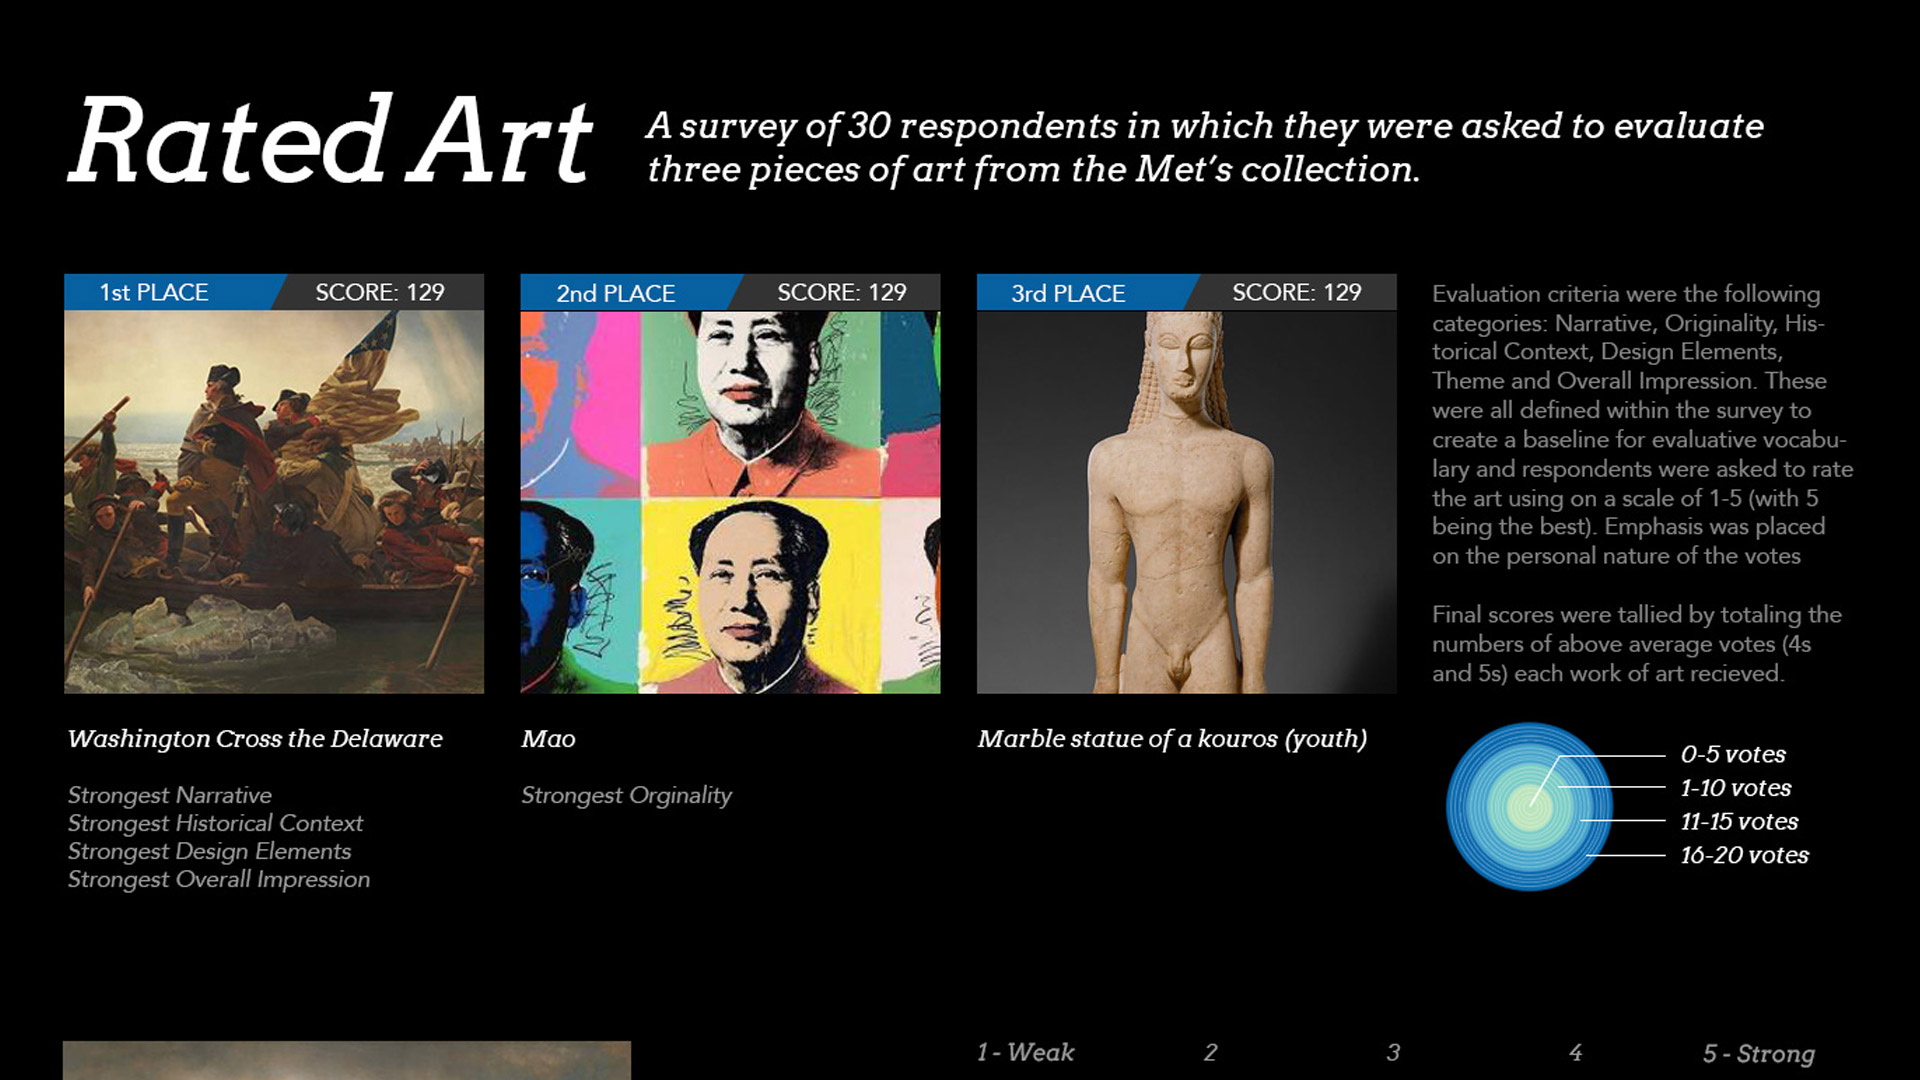 Rated Art
A survey of 30 respondents in which they were asked to evaluate
three pieces of art from the Met's collection.
1st PLACE SCORE: 129
2nd PLACE SCORE: 129
3rd PLACE SCORE: 129
Washington Cross the Delaware
Strongest Narrative
Strongest Historical Context
Strongest Design Elements
Strongest Overall Impression
Mao
Strongest Orginality
Marble statue of a kouros (youth)
Evaluation criteria were the following
categories: Narrative, Originality, His-
torical Context, Design Elements,
Theme and Overall Impression. These
were all defined within the survey to
create a baseline for evaluative vocabu-
lary and respondents were asked to rate
the art using on a scale of 1-5 (with 5
being the best). Emphasis was placed
on the personal nature of the votes
Final scores were tallied by totaling the
numbers of above average votes (4s
and 5s) each work of art recieved.
0-5 votes
1-10 votes
11-15 votes
16-20 votes
1 - Weak 2 3 4 5 - Strong